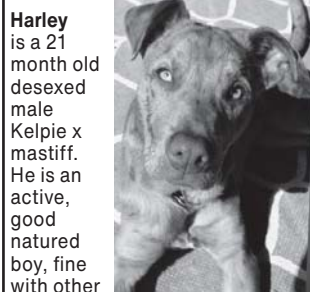 Harley
is a 21
month old
desexed
male
Kelpie x
mastiff.
He is an
active,
good
natured
boy, fine
with other